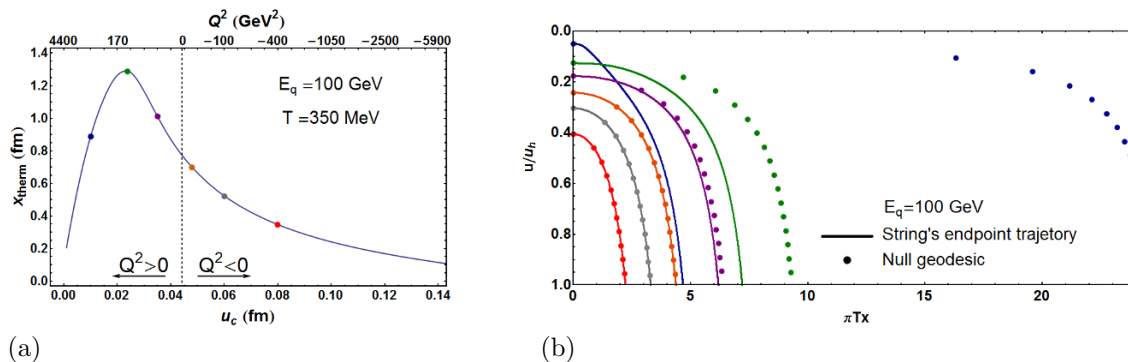 Q² (GeV²)
4400 170 0 −100 −400 −1050 −2500 −5900
1.4
1.2
1.0
0.8
0.6
0.4
0.2
0.0
x_therm (fm)
E_q =100 GeV
T =350 MeV
Q²>0 Q²<0
0.00 0.02 0.04 0.06 0.08 0.10 0.12 0.14
u_c (fm)
(a)
0.0
0.2
0.4
0.6
0.8
1.0
u/u_h
E_q=100 GeV
String's endpoint trajetory
Null geodesic
0 5 10 15 20
πTx
(b)